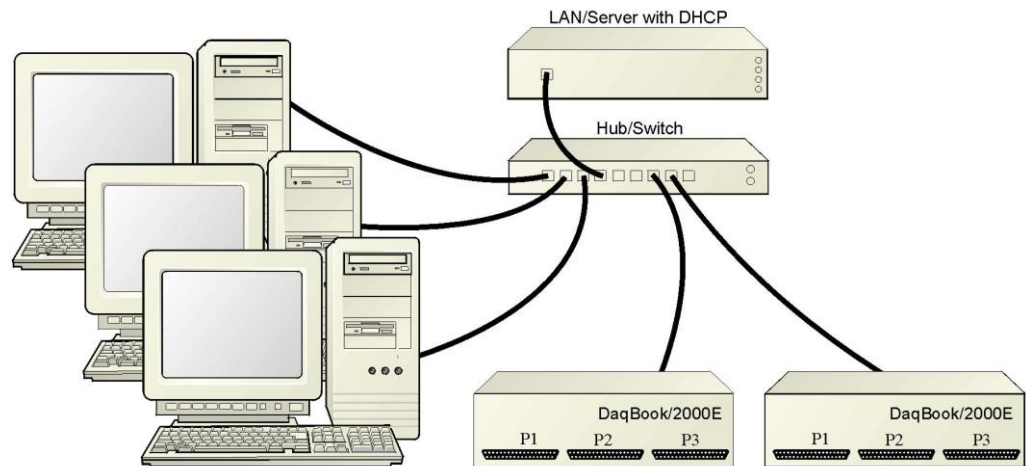 LAN/Server with DHCP
Hub/Switch
DaqBook/2000E
P1 P2 P3
DaqBook/2000E
P1 P2 P3